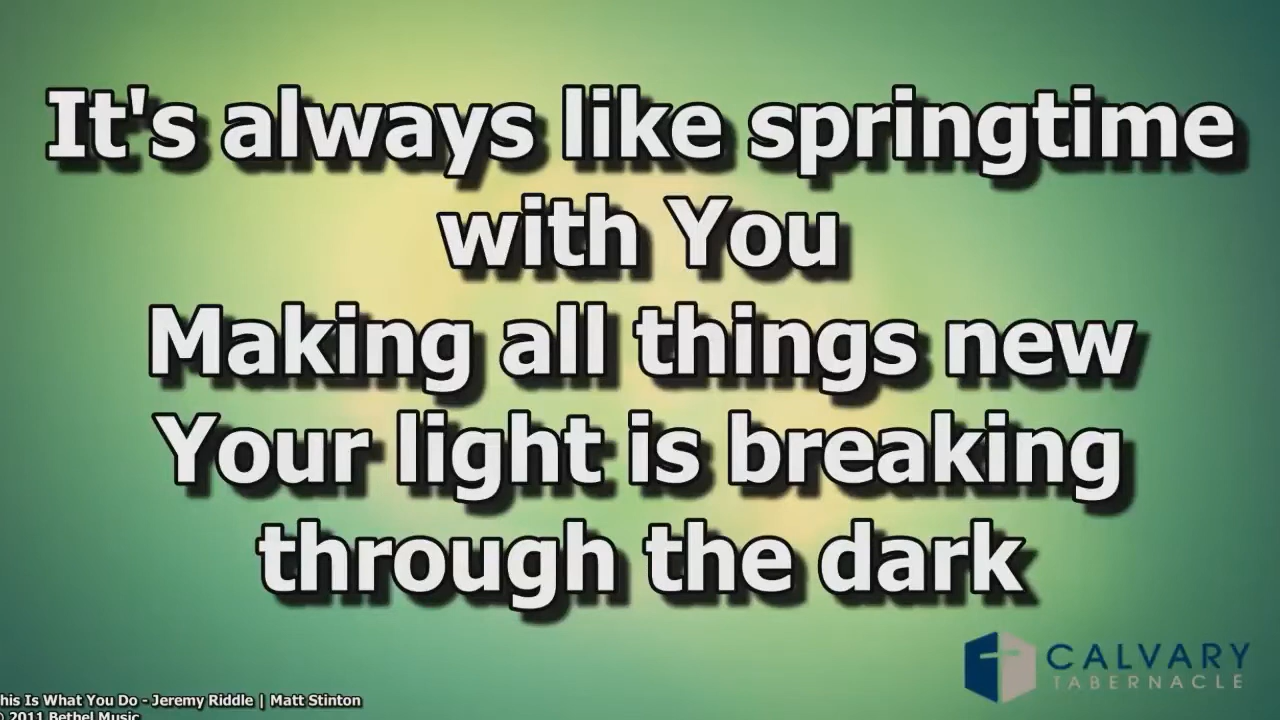 It's always like springtime
with You
Making all things new
Your light is breaking
through the dark
CALVARY
TABERNACLE
his Is What You Do - Jeremy Riddle | Matt Stinton
© 2011 Bethel Music